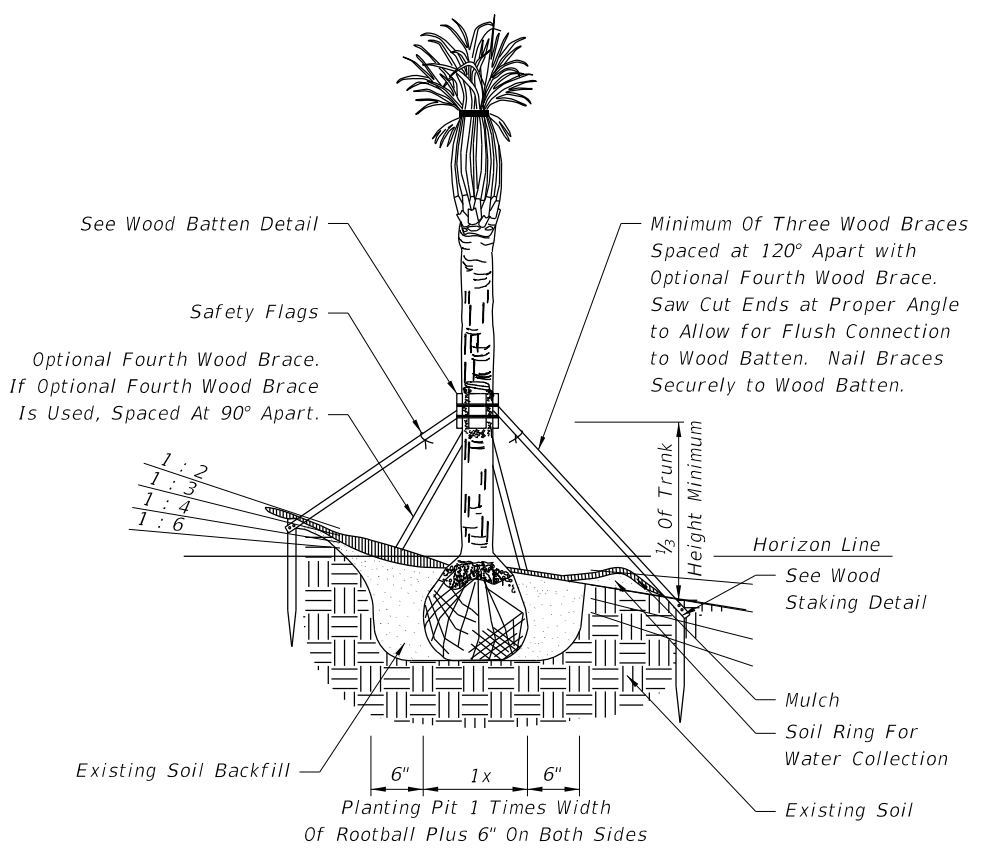 See Wood Batten Detail
Minimum Of Three Wood Braces
Spaced at 120° Apart with
Optional Fourth Wood Brace.
Saw Cut Ends at Proper Angle
to Allow for Flush Connection
to Wood Batten.  Nail Braces
Securely to Wood Batten.
Safety Flags
Optional Fourth Wood Brace.
If Optional Fourth Wood Brace
Is Used, Spaced At 90° Apart.
1 : 2
1 : 3
1 : 4
1 : 6
⅓ Of Trunk
Height Minimum
Horizon Line
See Wood
Staking Detail
Mulch
Soil Ring For
Water Collection
Existing Soil
Existing Soil Backfill
6" 1x 6"
Planting Pit 1 Times Width
Of Rootball Plus 6" On Both Sides